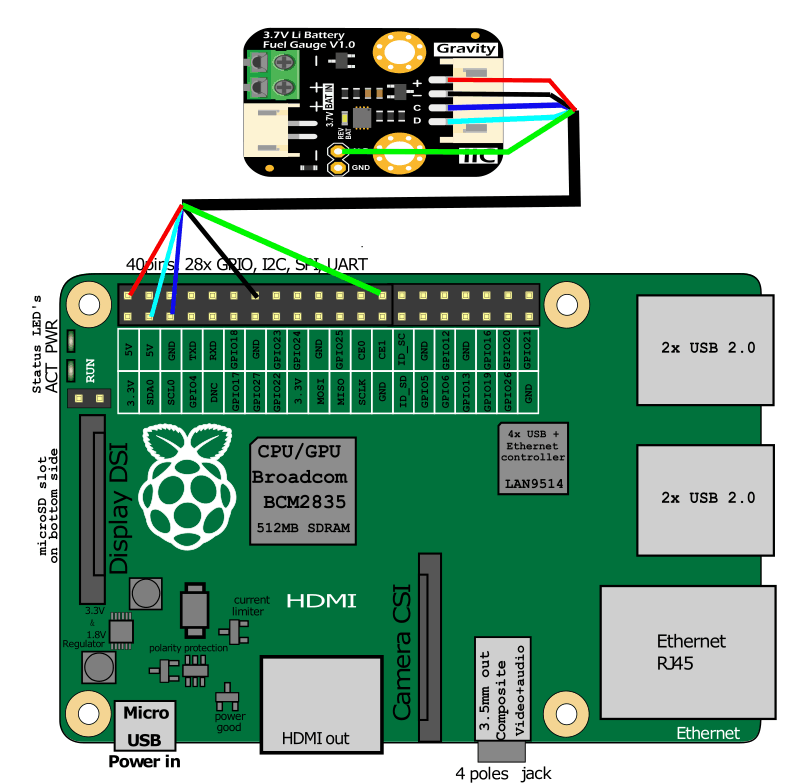 3.7V Li Battery
Fuel Gauge V1.0
Gravity
+
−
C
D
−
+
+
BAT IN
3.7V
REV
BAT
−
GND
IIC
40pins: 28x GPIO, I2C, SPI, UART
Status LED's
ACT PWR
RUN
5V 5V GND TXD RXD GPIO18 GND GPIO23 GPIO24 GND GPIO25 CE0 CE1 ID_SC GND GPIO12 GND GPIO16 GPIO20 GPIO21
3.3V SDA0 SCL0 GPIO4 DNC GPIO17 GPIO27 GPIO22 3.3V MOSI MISO SCLK GND ID_SD GPIO5 GPIO6 GPIO13 GPIO19 GPIO26 GND
2x USB 2.0
microSD slot
on bottom side
Display DSI
CPU/GPU
Broadcom
BCM2835
512MB SDRAM
4x USB +
Ethernet
controller
LAN9514
2x USB 2.0
3.3V
&
1.8V
Regulator
current
limiter
HDMI
polarity protection
power
good
Camera CSI
Ethernet
RJ45
3.5mm out
Composite
Video+audio
Micro
USB
Power in
HDMI out
Ethernet
4 poles jack